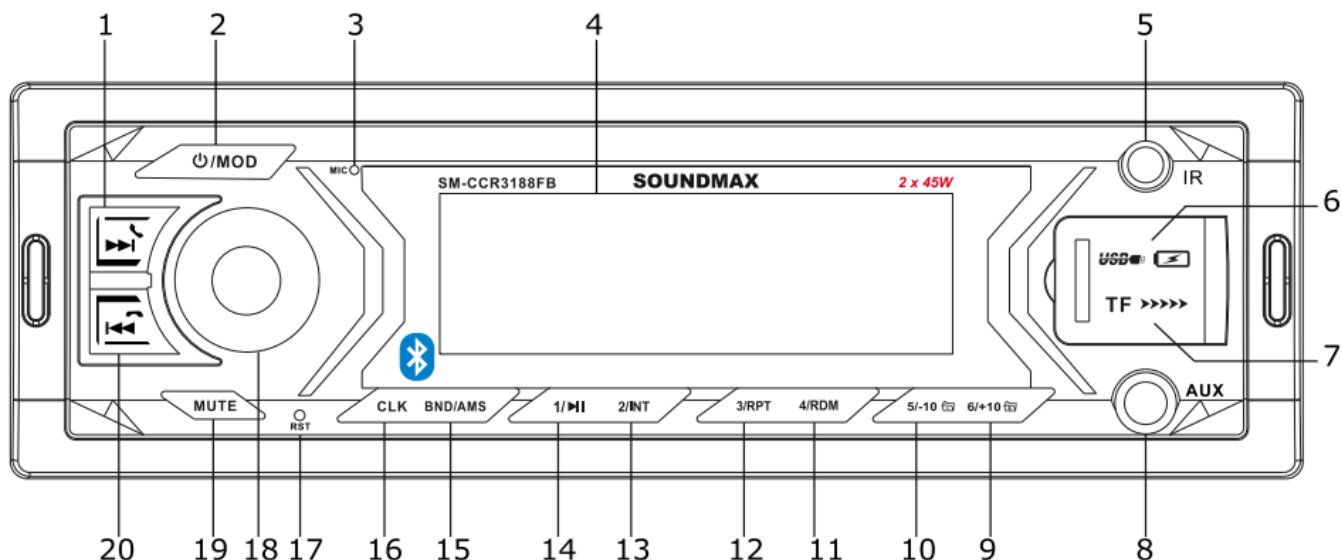 1 2 3 4 5
⏻/MOD
MIC
SM-CCR3188FB SOUNDMAX 2 x 45W
IR
6
USB
TF
7
AUX
MUTE
RST
CLK BND/AMS 1/⏯ 2/INT 3/RPT 4/RDM 5/-10 6/+10
20 19 18 17 16 15 14 13 12 11 10 9 8